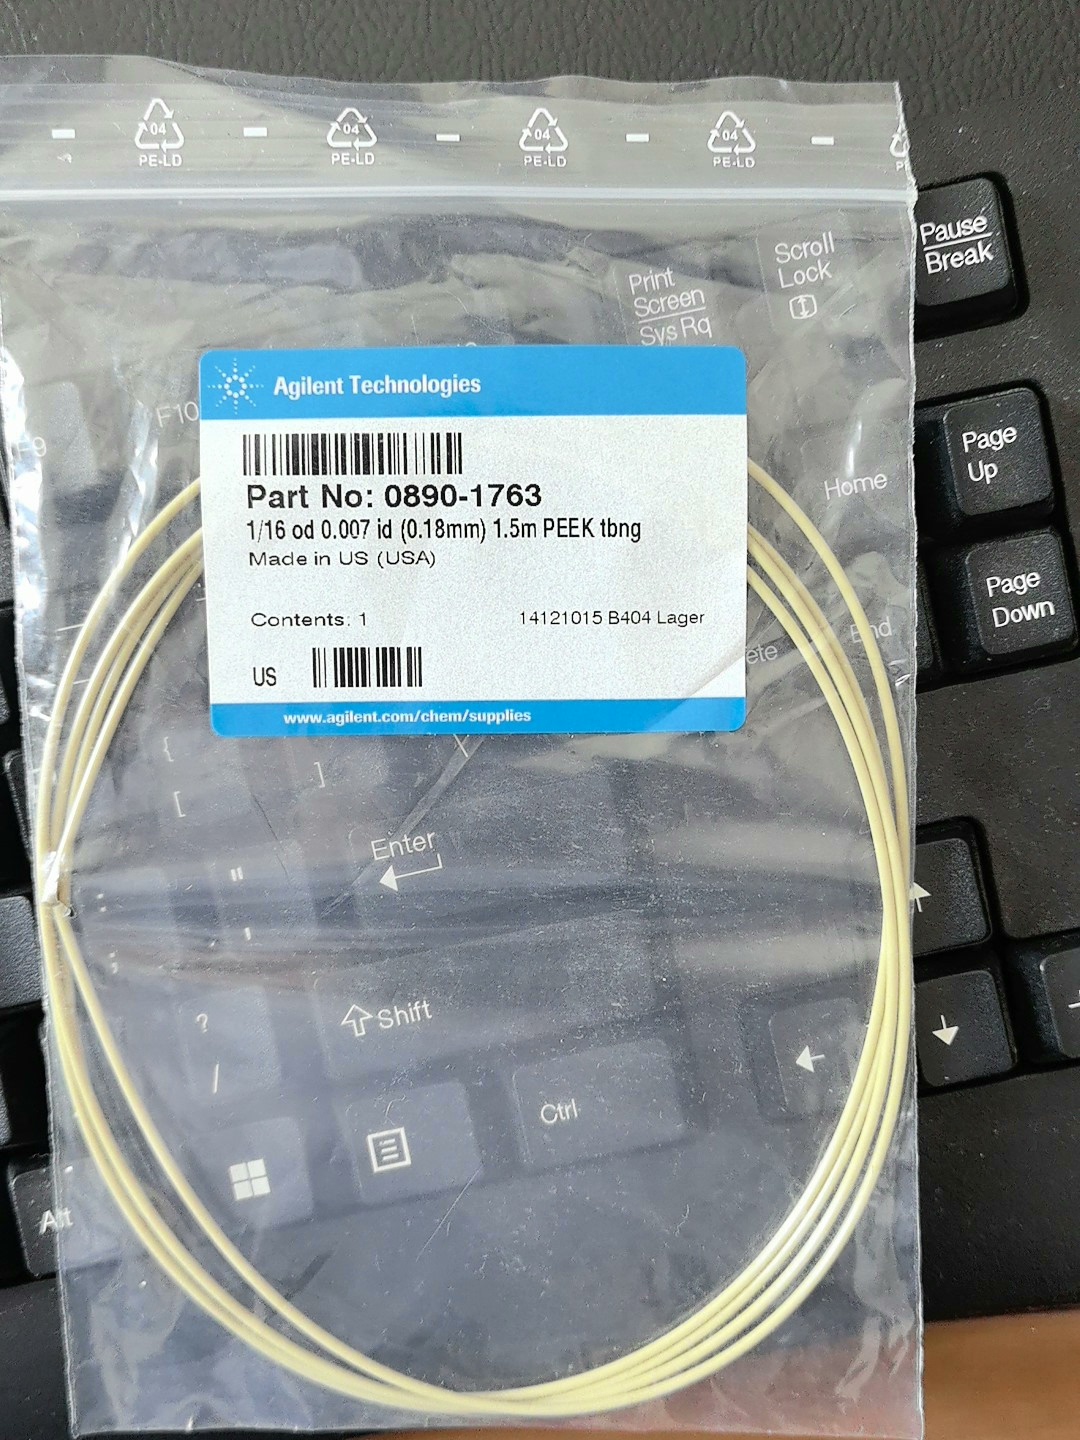 04 04 04 04
PE-LD PE-LD PE-LD PE-LD
Pause
Break
Scroll
Lock
Print
Screen
Sys Rq
F10
F9
Agilent Technologies
Part No: 0890-1763
1/16 od 0.007 id (0.18mm) 1.5m PEEK tbng
Made in US (USA)
Contents: 1 14121015 B404 Lager
US
www.agilent.com/chem/supplies
Page
Up
Home
Page
Down
End
ete
{
[
]
Enter
"
'
:
;
?
/
Shift
Ctrl
Alt